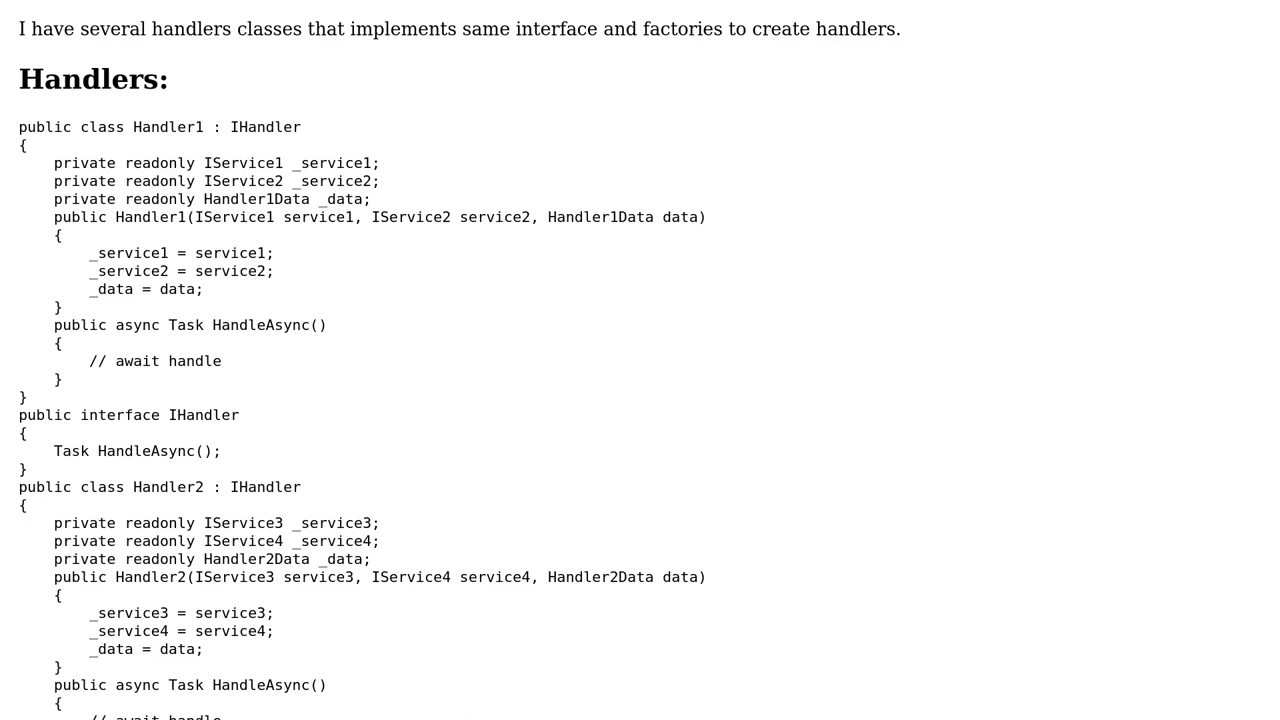 I have several handlers classes that implements same interface and factories to create handlers.
Handlers:
public class Handler1 : IHandler
{
    private readonly IService1 _service1;
    private readonly IService2 _service2;
    private readonly Handler1Data _data;
    public Handler1(IService1 service1, IService2 service2, Handler1Data data)
    {
        _service1 = service1;
        _service2 = service2;
        _data = data;
    }
    public async Task HandleAsync()
    {
        // await handle
    }
}
public interface IHandler
{
    Task HandleAsync();
}
public class Handler2 : IHandler
{
    private readonly IService3 _service3;
    private readonly IService4 _service4;
    private readonly Handler2Data _data;
    public Handler2(IService3 service3, IService4 service4, Handler2Data data)
    {
        _service3 = service3;
        _service4 = service4;
        _data = data;
    }
    public async Task HandleAsync()
    {
        // await handle